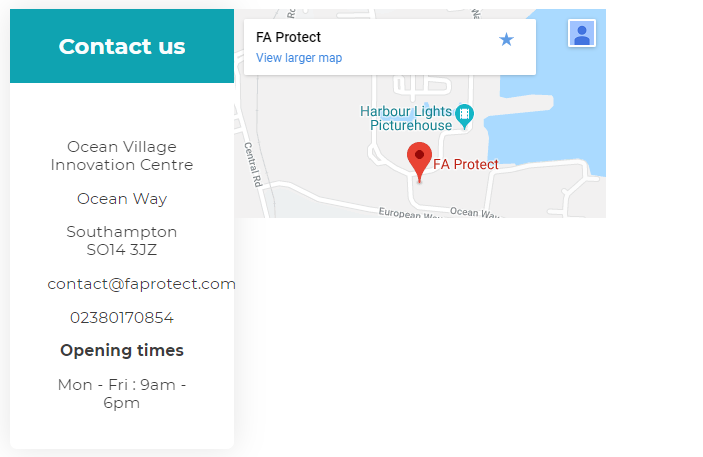 Contact us
Ocean Village
Innovation Centre
Ocean Way
Southampton
SO14 3JZ
contact@faprotect.com
02380170854
Opening times
Mon - Fri : 9am -
6pm
FA Protect
View larger map
Harbour Lights
Picturehouse
FA Protect
Central Rd
European Way
Ocean Way